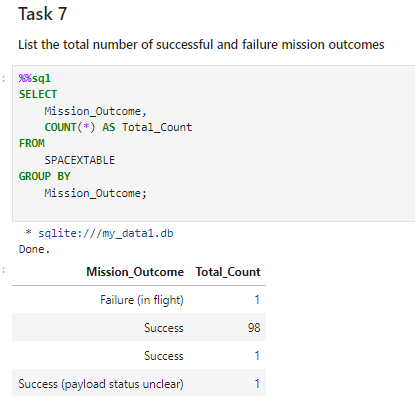 Task 7
List the total number of successful and failure mission outcomes
: %%sql
SELECT
    Mission_Outcome,
    COUNT(*) AS Total_Count
FROM
    SPACEXTABLE
GROUP BY
    Mission_Outcome;
* sqlite:///my_data1.db
Done.
: Mission_Outcome Total_Count
Failure (in flight) 1
Success 98
Success 1
Success (payload status unclear) 1